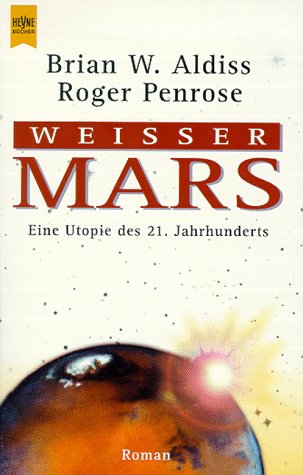 HEYNE
BÜCHER
Brian W. Aldiss
Roger Penrose
WEISSER
MARS
Eine Utopie des 21. Jahrhunderts
Roman